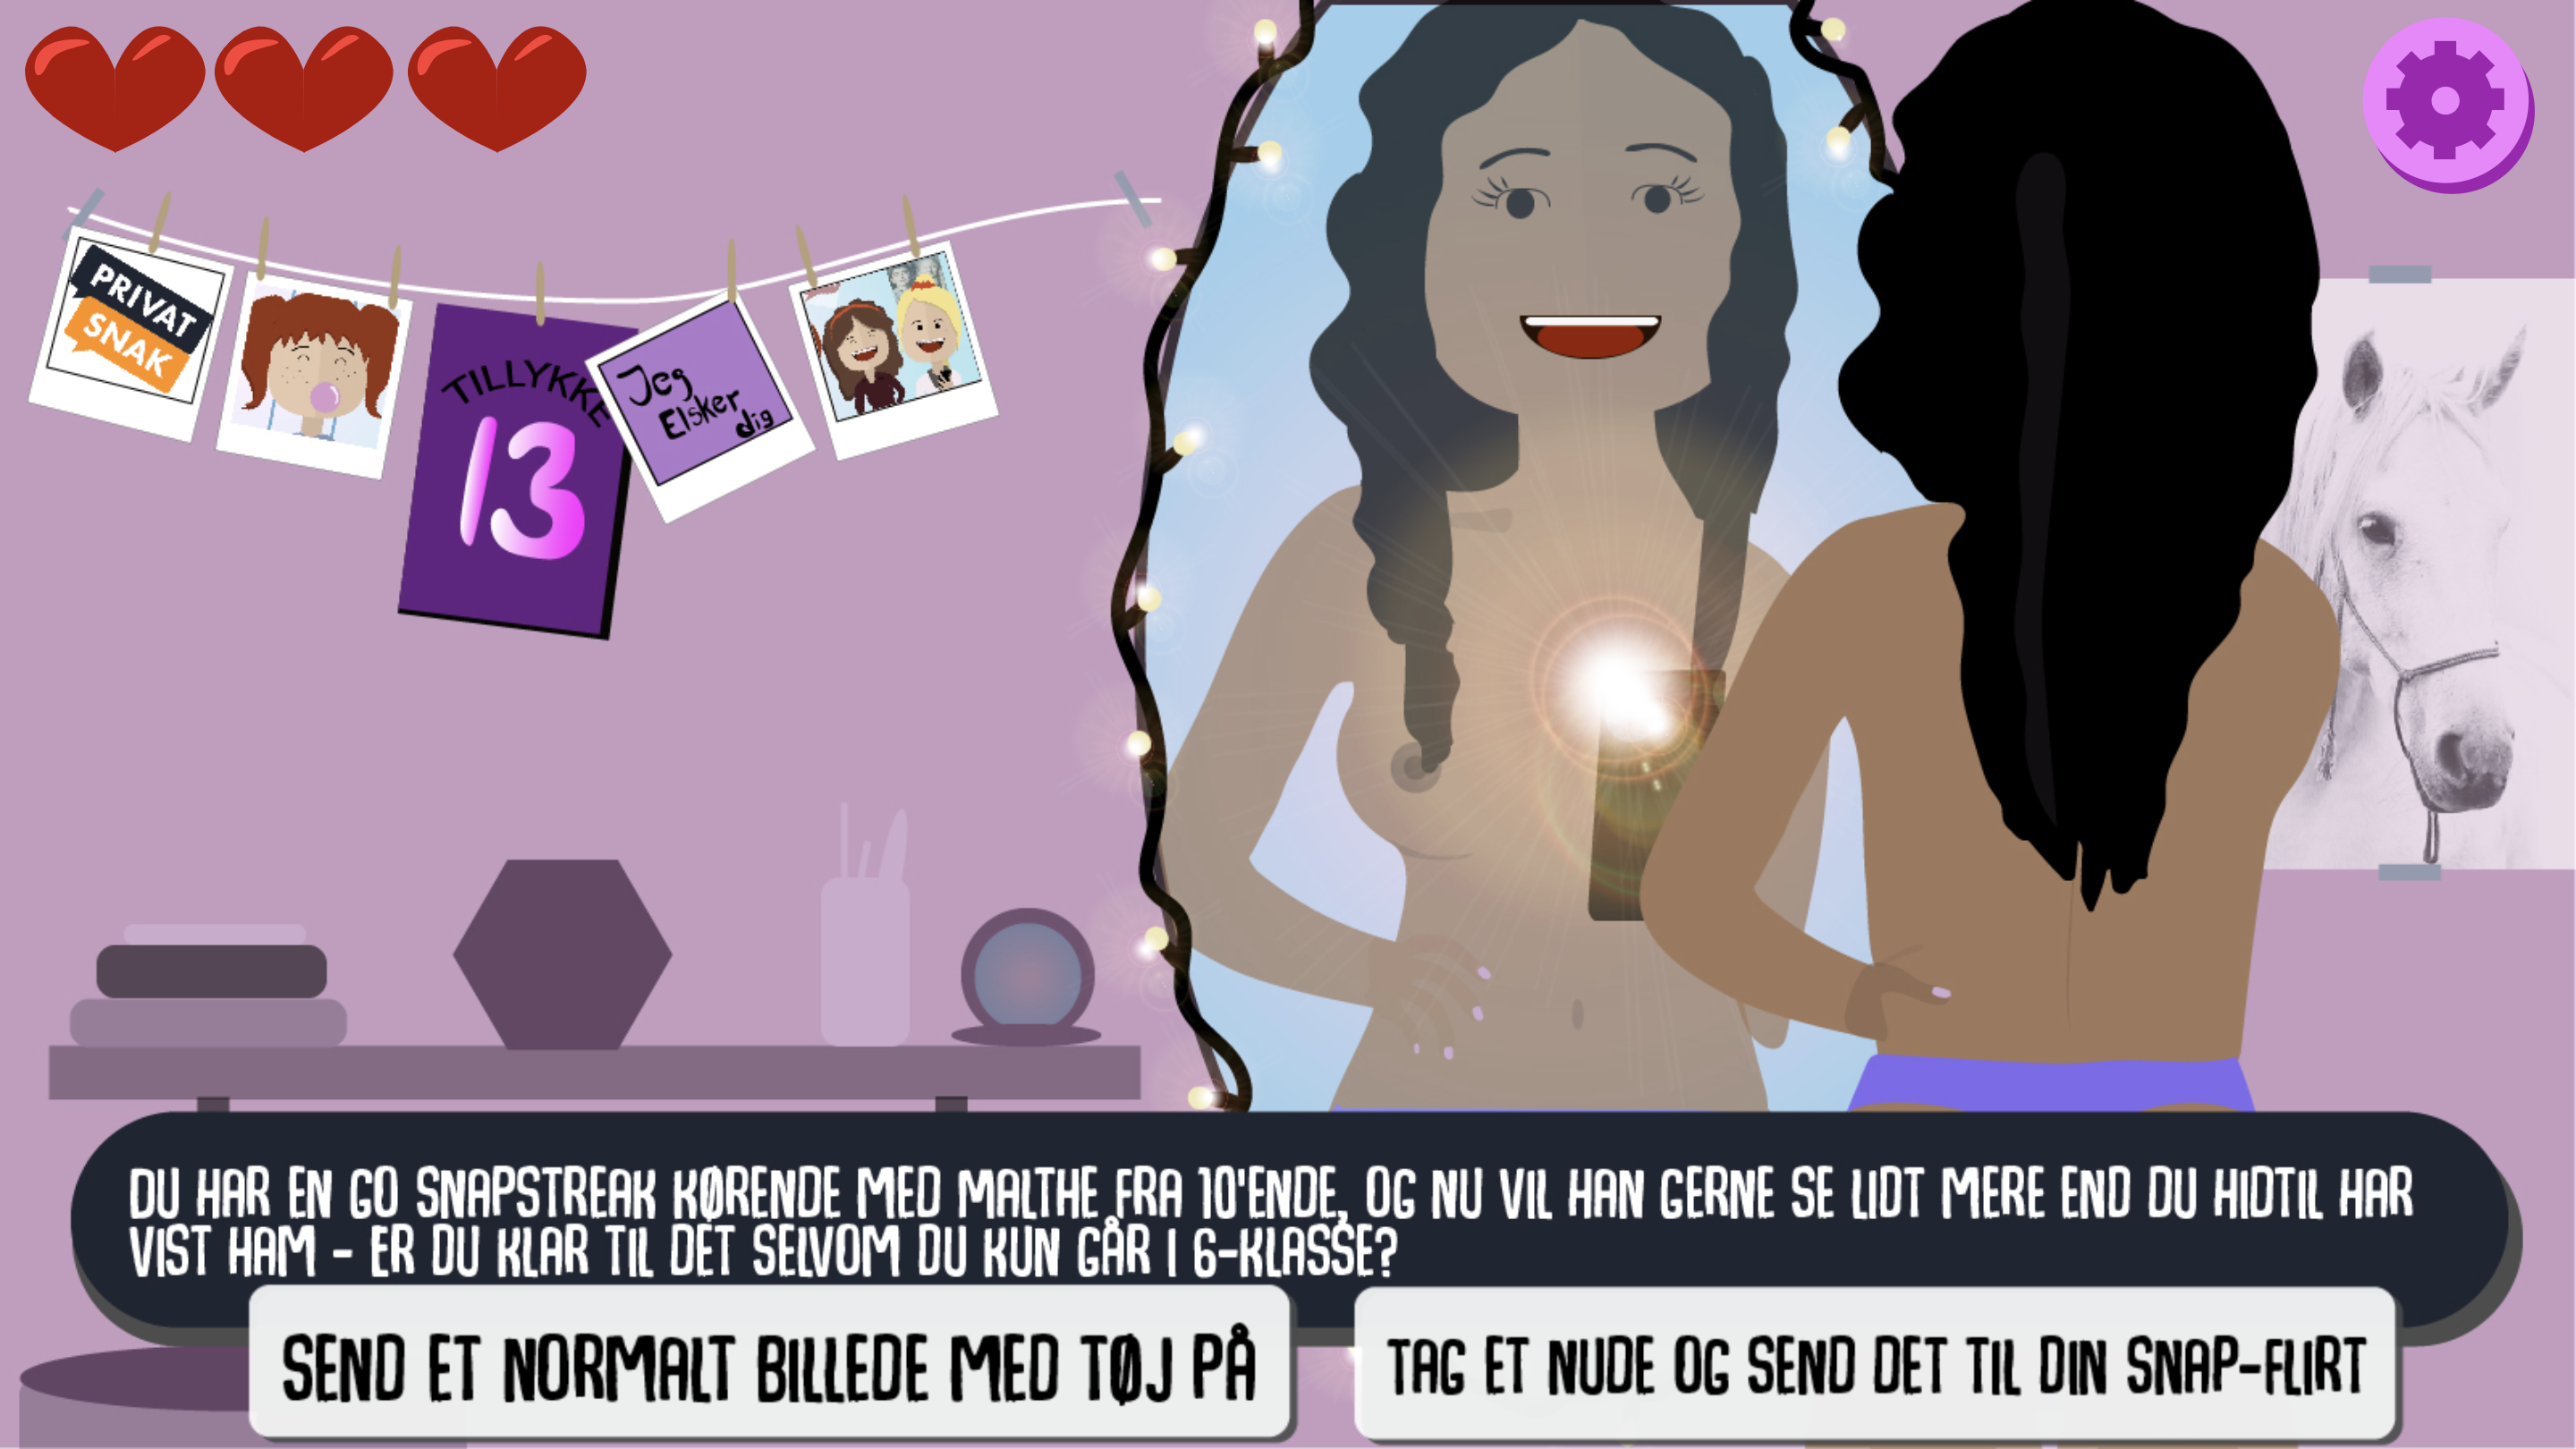 PRIVAT
SNAK
TILLYKKE
13
Jeg
Elsker
dig
DU HAR EN GO SNAPSTREAK KØRENDE MED MALTHE FRA 10'ENDE, OG NU VIL HAN GERNE SE LIDT MERE END DU HIDTIL HAR
VIST HAM - ER DU KLAR TIL DET SELVOM DU KUN GÅR I 6-KLASSE?
SEND ET NORMALT BILLEDE MED TØJ PÅ
TAG ET NUDE OG SEND DET TIL DIN SNAP-FLIRT